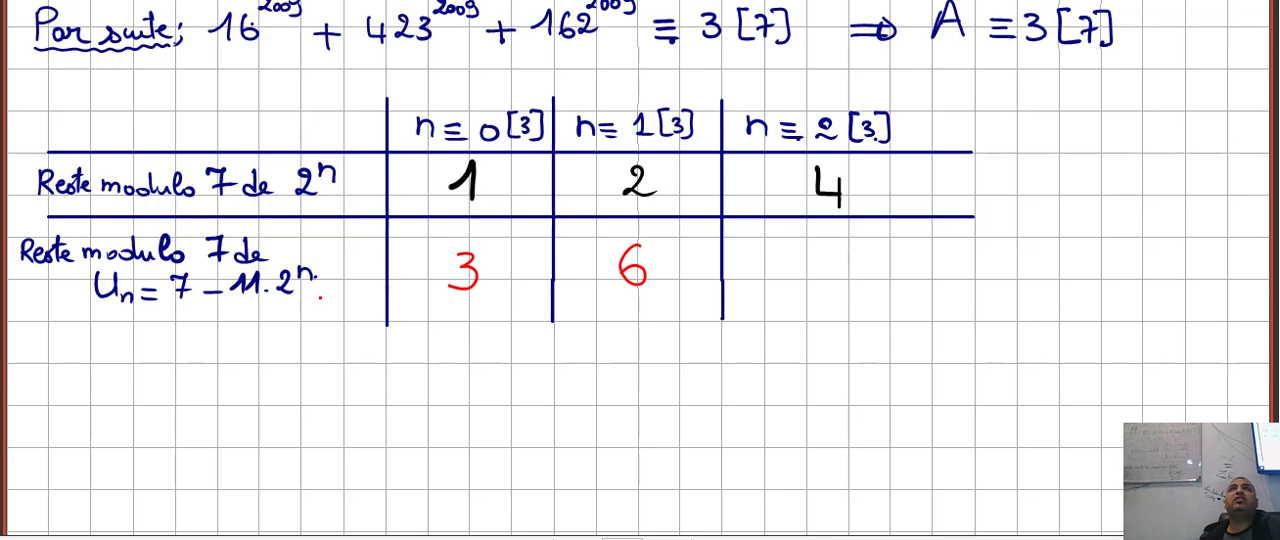 Par suite; 16^2009 + 423^2009 + 162^2009 ≡ 3 [7] ⇒ A ≡ 3 [7]
n ≡ 0 [3] n ≡ 1 [3] n ≡ 2 [3]
Reste modulo 7 de 2^n 1 2 4
Reste modulo 7 de
U_n = 7 - 11. 2^n. 3 6